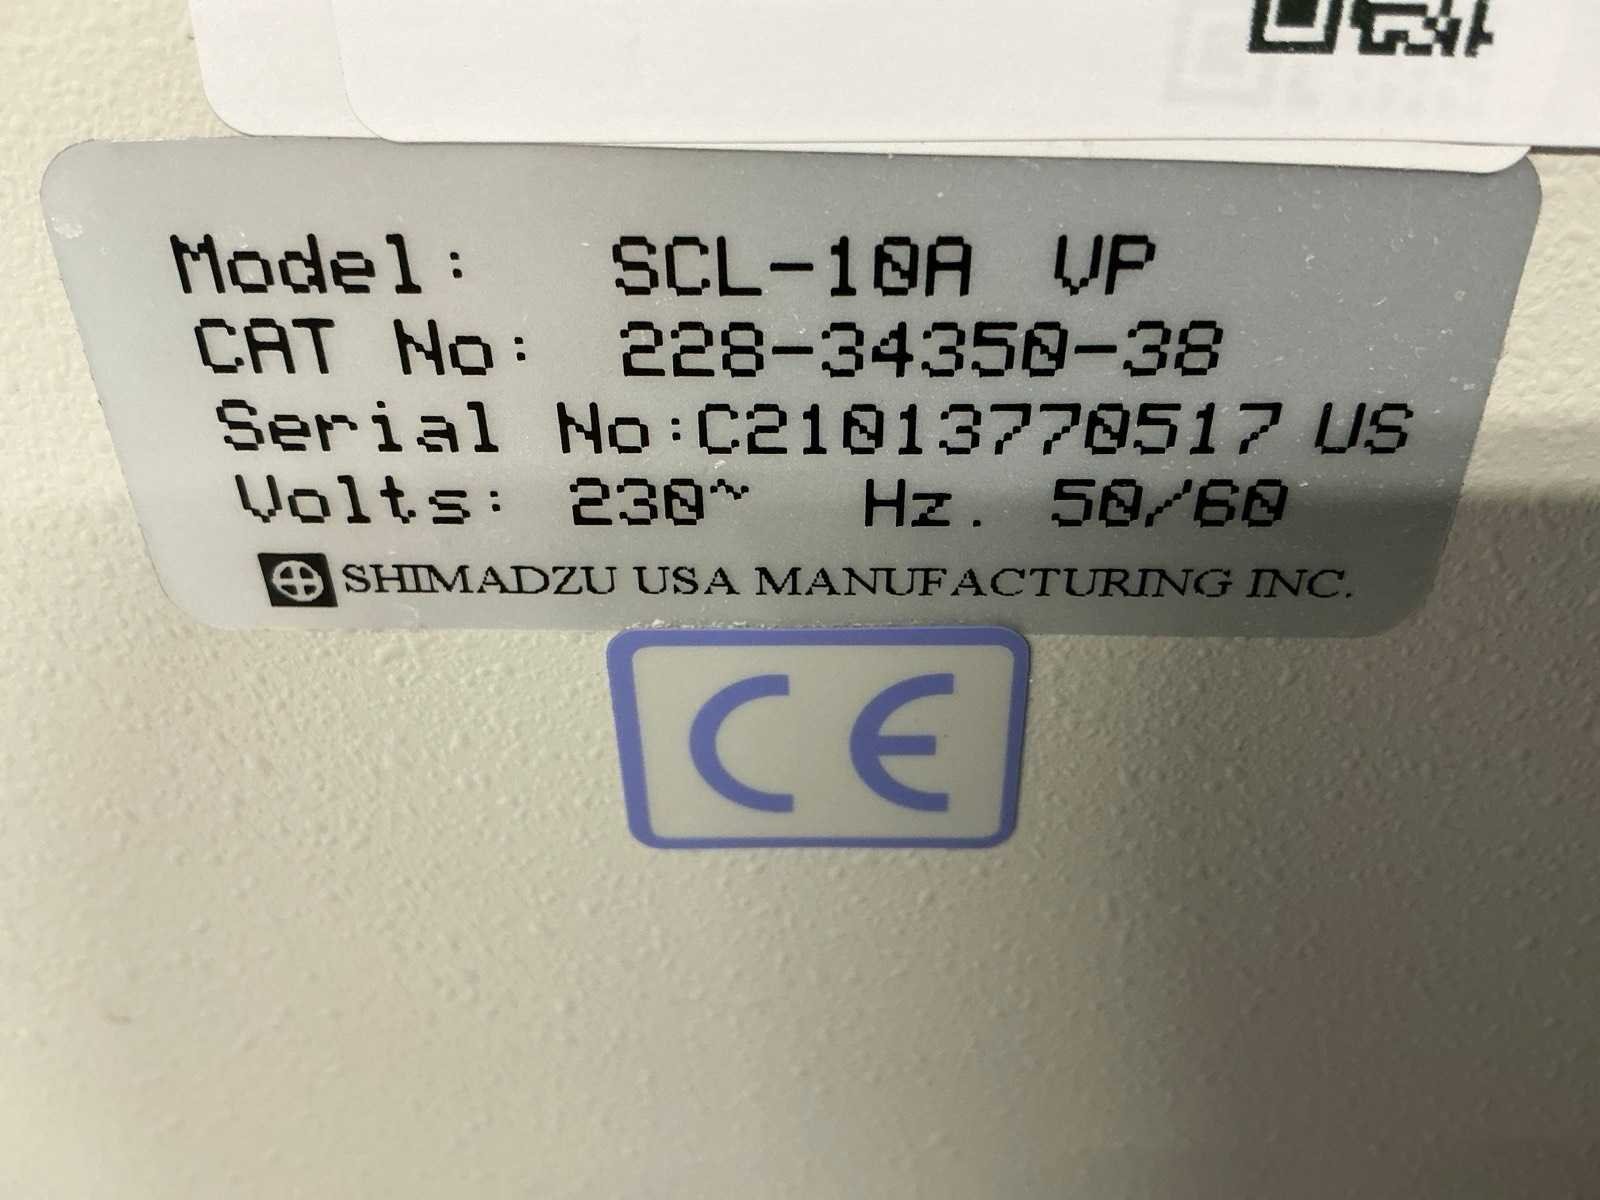 Model: SCL-10A VP
CAT No: 228-34350-38
Serial No:C21013770517 US
Volts: 230~ Hz. 50/60
SHIMADZU USA MANUFACTURING INC.
CE